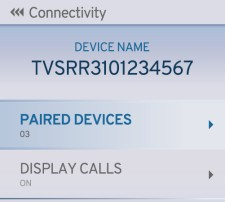 Connectivity
DEVICE NAME
TVSRR3101234567
PAIRED DEVICES
03
DISPLAY CALLS
ON